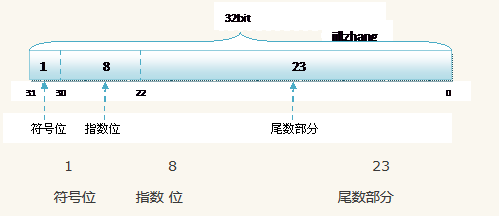 32bit
1 8 23
31 30 22 0
符号位 指数位 尾数部分
1 8 23
符号位 指数 位 尾数部分